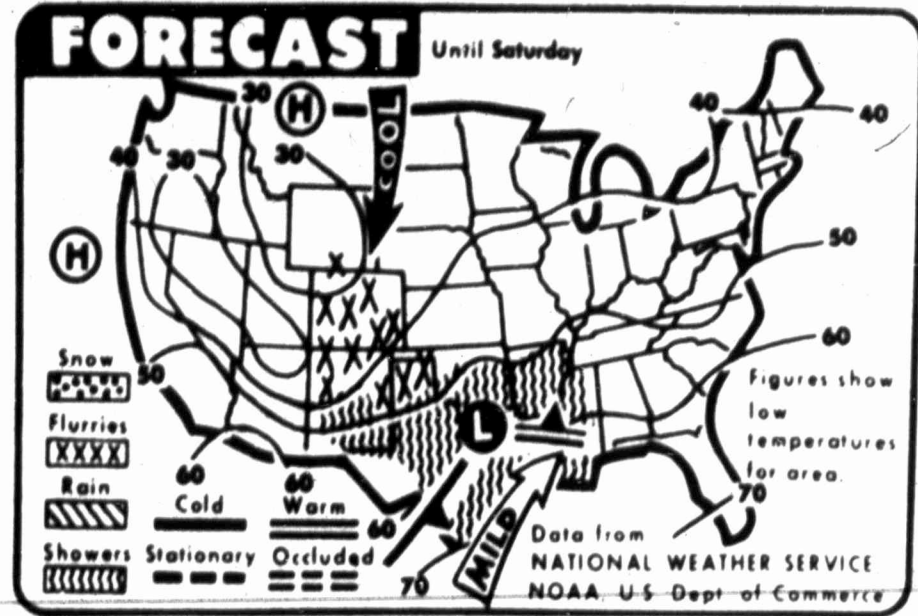 FORECAST
Until Saturday
30
H
COOL
40
40
40
30
30
H
50
60
50
60
60
L
60
70
70
MILD
Snow
Flurries
XXXX
Rain
Showers
Cold
Warm
Stationary
Occluded
Figures show
low
temperatures
for area.
Data from
NATIONAL WEATHER SERVICE
NOAA, U S Dept of Commerce